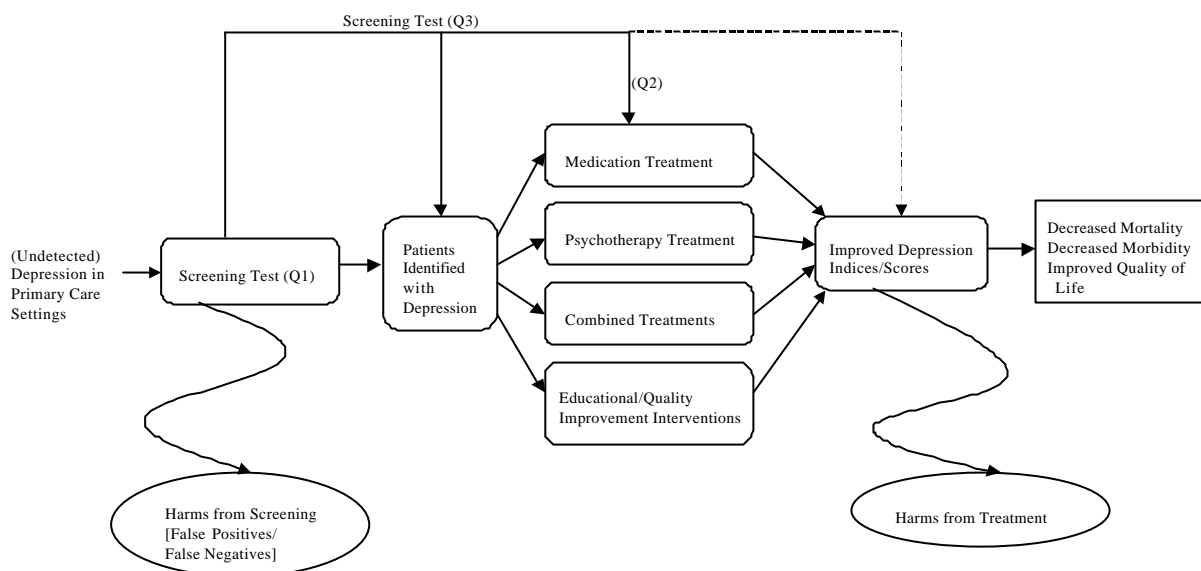 Screening Test (Q3)
(Q2)
(Undetected)
Depression in
Primary Care
Settings
Screening Test (Q1)
Patients
Identified
with
Depression
Medication Treatment
Psychotherapy Treatment
Combined Treatments
Educational/Quality
Improvement Interventions
Improved Depression
Indices/Scores
Decreased Mortality
Decreased Morbidity
Improved Quality of
Life
Harms from Screening
[False Positives/
False Negatives]
Harms from Treatment